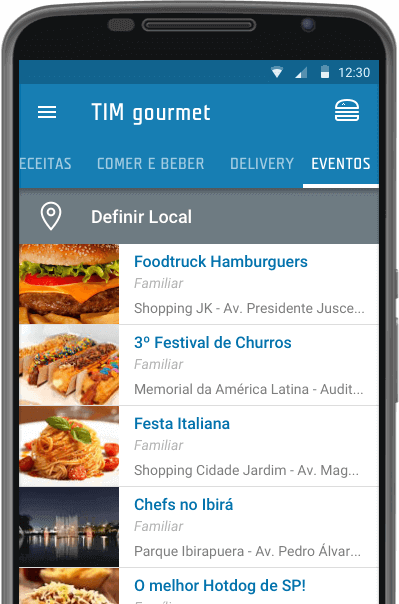 12:30
TIM gourmet
ECEITAS COMER E BEBER DELIVERY EVENTOS
Definir Local
Foodtruck Hamburguers
Familiar
Shopping JK - Av. Presidente Jusce...
3º Festival de Churros
Familiar
Memorial da América Latina - Audit...
Festa Italiana
Familiar
Shopping Cidade Jardim - Av. Mag...
Chefs no Ibirá
Familiar
Parque Ibirapuera - Av. Pedro Álvar...
O melhor Hotdog de SP!
Familiar